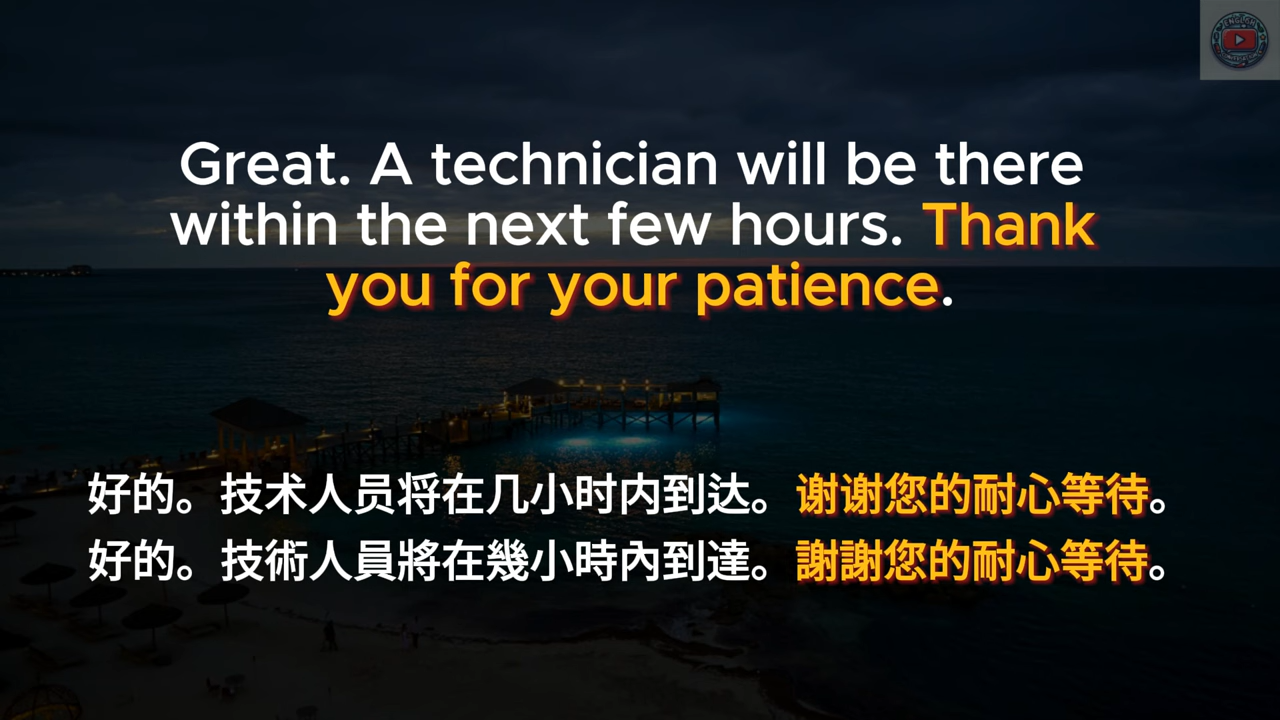 Great. A technician will be there
within the next few hours. Thank
you for your patience.
好的。技术人员将在几小时内到达。谢谢您的耐心等待。
好的。技術人員將在幾小時內到達。謝謝您的耐心等待。